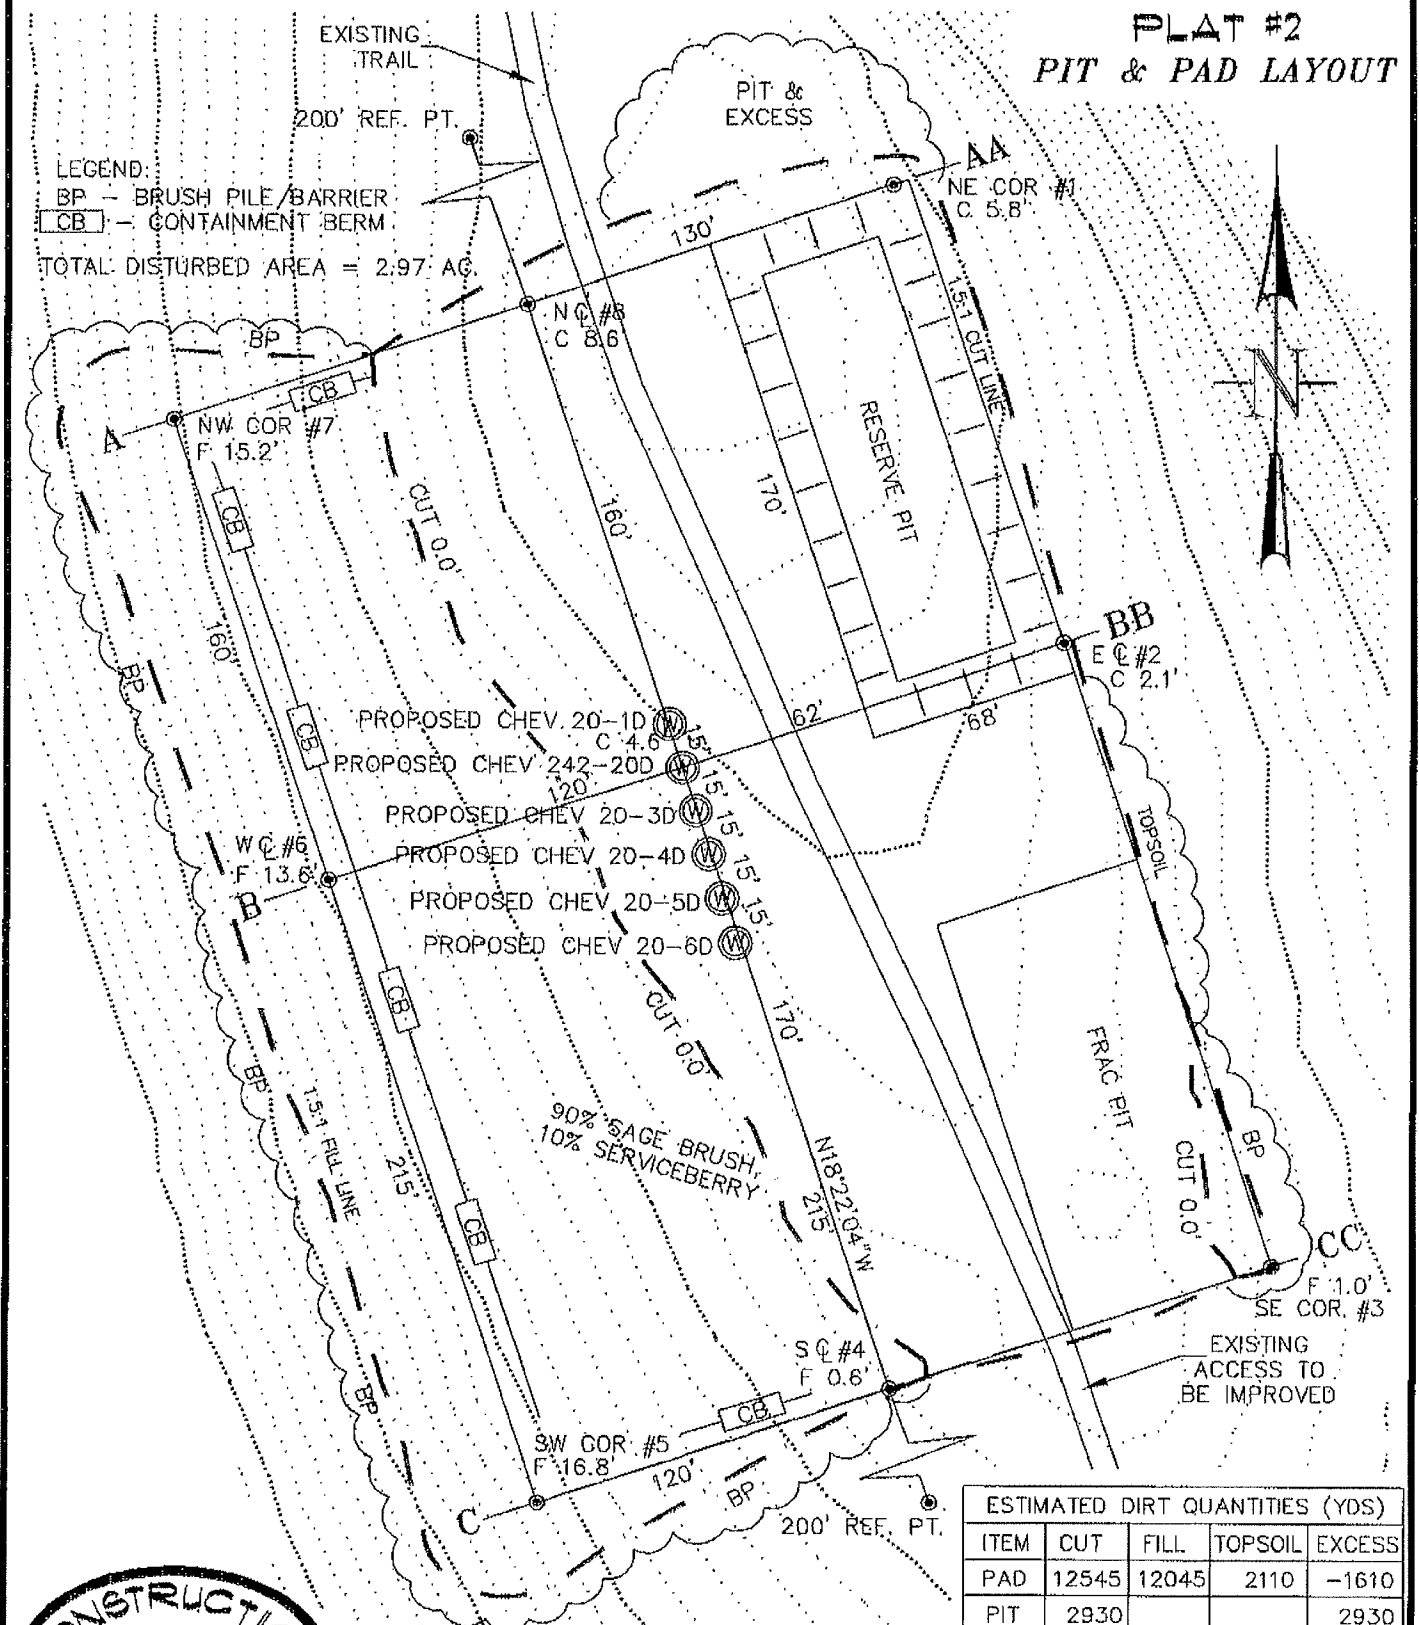 PLAT #2
PIT & PAD LAYOUT
EXISTING
TRAIL
200' REF. PT.
PIT &
EXCESS
LEGEND:
BP - BRUSH PILE/BARRIER
CB - CONTAINMENT BERM
TOTAL DISTURBED AREA = 2.97 AC.
AA
NE COR #1
C 5.8'
130'
N ℄ #8
C 8.6'
1.5:1 CUT LINE
N
BP
CB
A
NW COR #7
F 15.2'
CB
CUT 0.0'
160'
170'
RESERVE PIT
160'
BP
CB
BB
E ℄ #2
C 2.1'
62'
68'
PROPOSED CHEV. 20-1D W
C 4.6'
15'
PROPOSED CHEV 242-20D W
120'
15'
PROPOSED CHEV 20-3D W
15'
PROPOSED CHEV 20-4D W
15'
PROPOSED CHEV 20-5D W
15'
PROPOSED CHEV 20-6D W
W ℄ #6
F 13.6'
B
TOPSOIL
CB
CUT 0.0'
170'
FRAC PIT
BP
1.5:1 FILL LINE
215'
90% SAGE BRUSH,
10% SERVICEBERRY
N18°22'04"W
215'
CUT 0.0'
BP
CB
CC
F 1.0'
SE COR. #3
EXISTING
ACCESS TO
BE IMPROVED
S ℄ #4
F 0.6'
BP
CB
SW COR #5
F 16.8'
120'
BP
C
200' REF. PT.
ESTIMATED DIRT QUANTITIES (YDS)
ITEM CUT FILL TOPSOIL EXCESS
PAD 12545 12045 2110 -1610
PIT 2930 2930